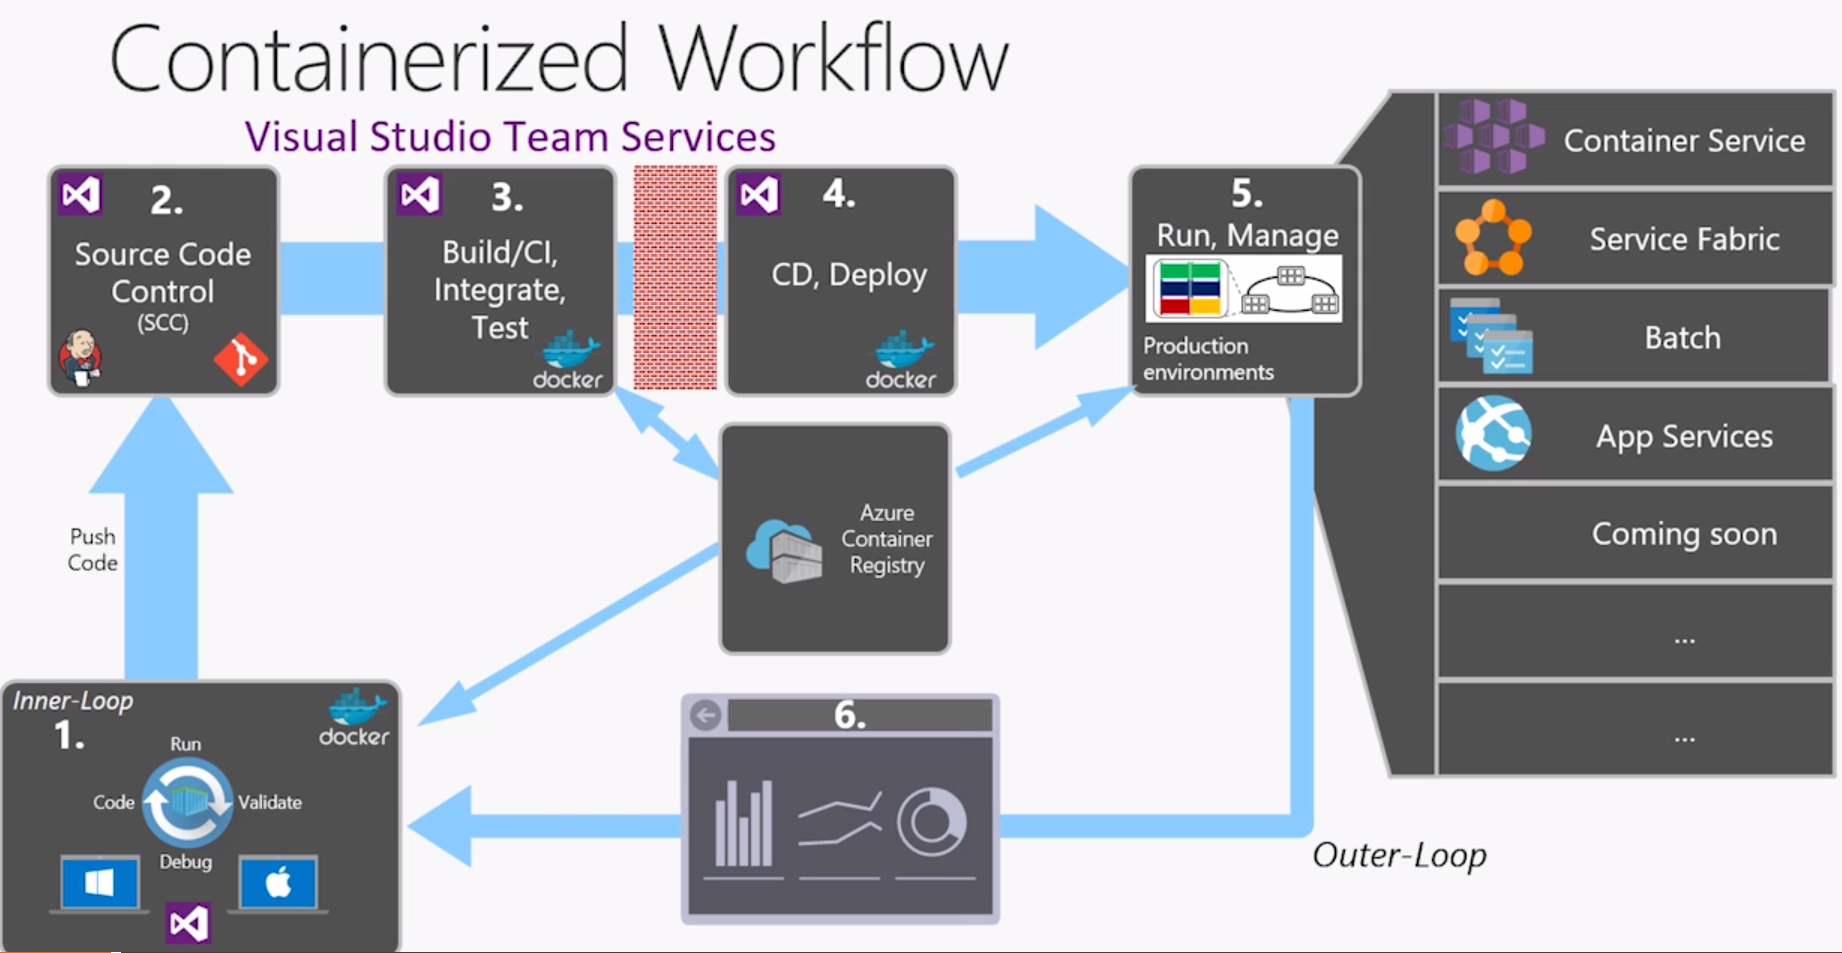 Containerized Workflow
Visual Studio Team Services
2.
Source Code
Control
(SCC)
3.
Build/CI,
Integrate,
Test
docker
4.
CD, Deploy
docker
5.
Run, Manage
Production
environments
Container Service
Service Fabric
Batch
App Services
Coming soon
...
...
Push
Code
Azure
Container
Registry
Inner-Loop
1.
docker
Run
Code
Validate
Debug
6.
Outer-Loop